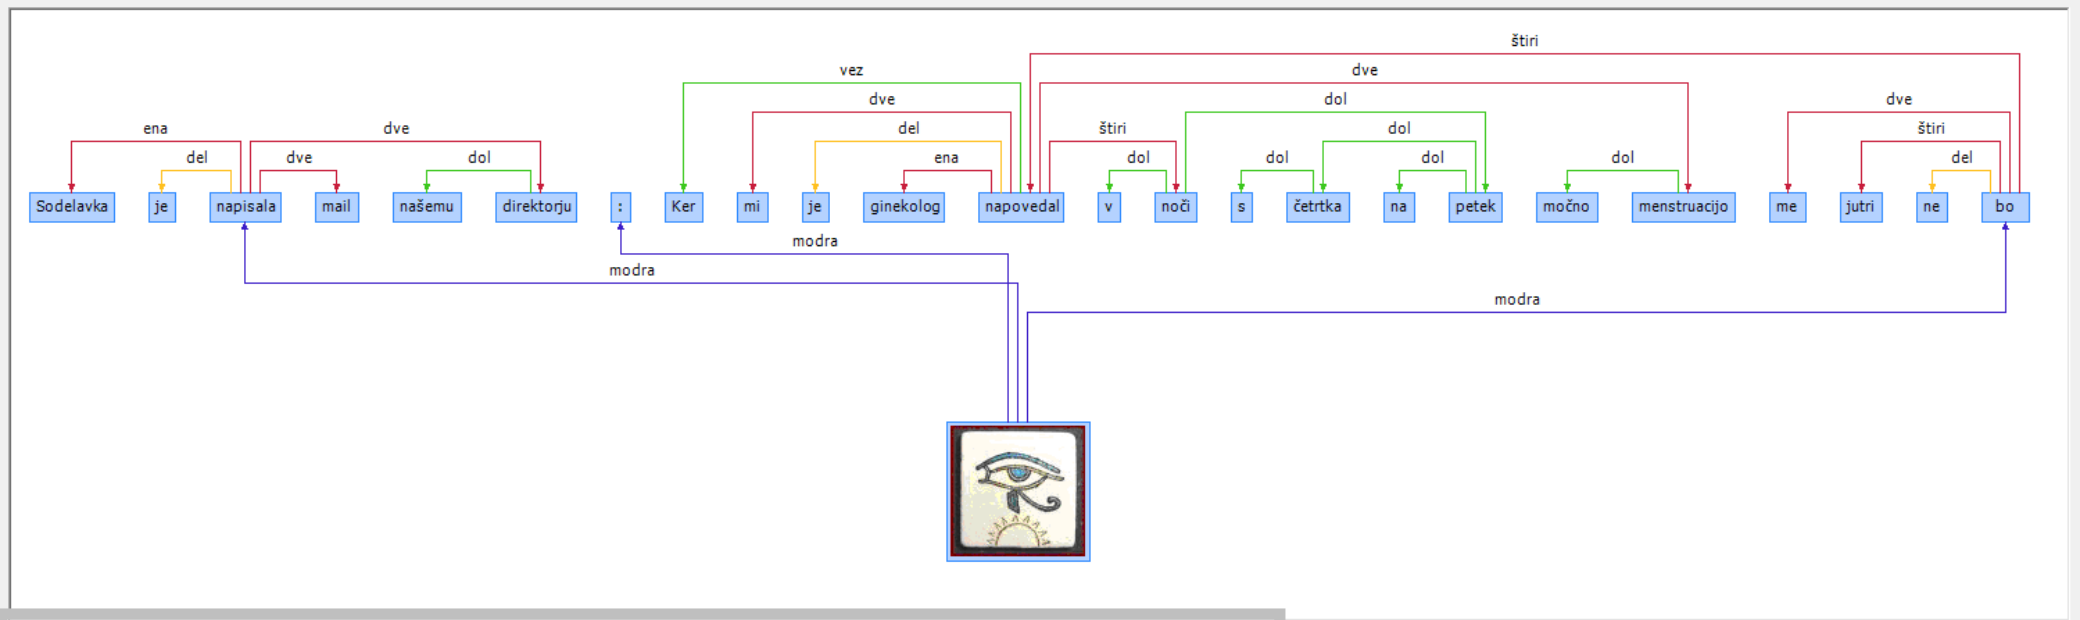 štiri
vez dve
dve dol
ena dve del štiri dol dve štiri
del dve dol ena dol dol dol dol del
Sodelavka je napisala mail našemu direktorju : Ker mi je ginekolog napovedal v noči s četrtka na petek močno menstruacijo me jutri ne bo
modra
modra
modra